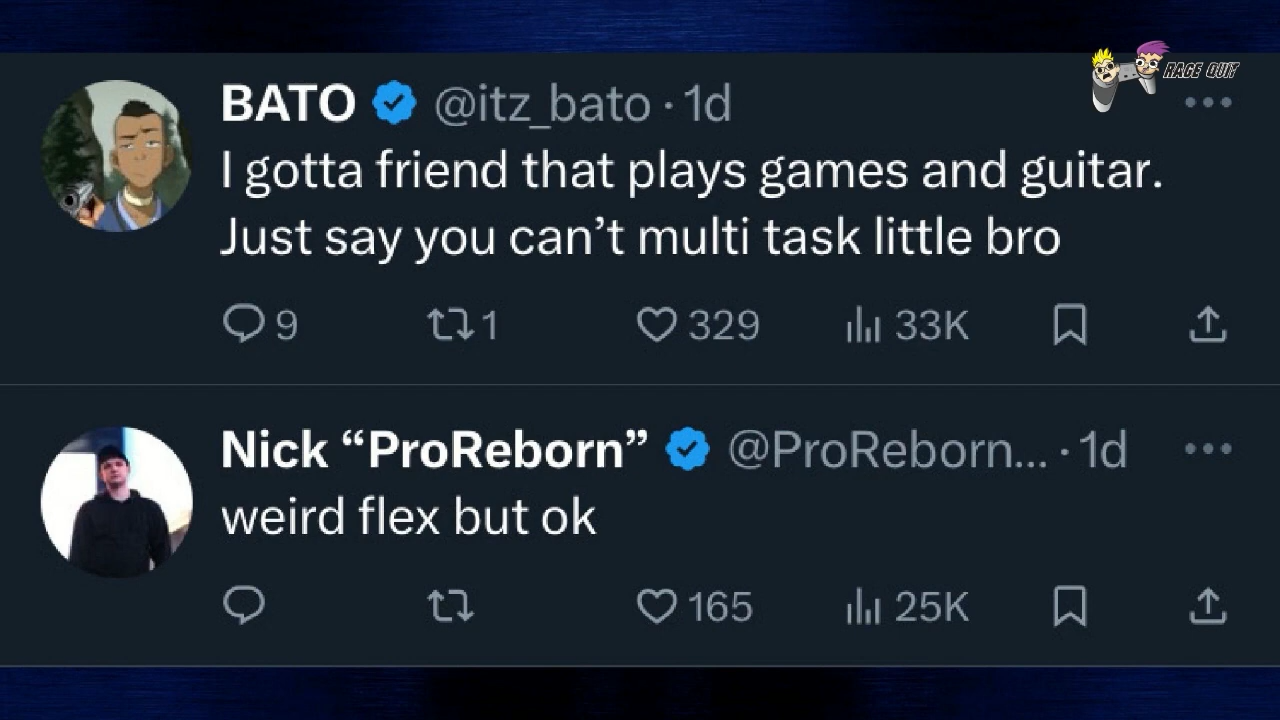 RAGE QUIT
BATO @itz_bato · 1d
I gotta friend that plays games and guitar.
Just say you can’t multi task little bro
9 1 329 33K
Nick “ProReborn” @ProReborn... · 1d
weird flex but ok
165 25K